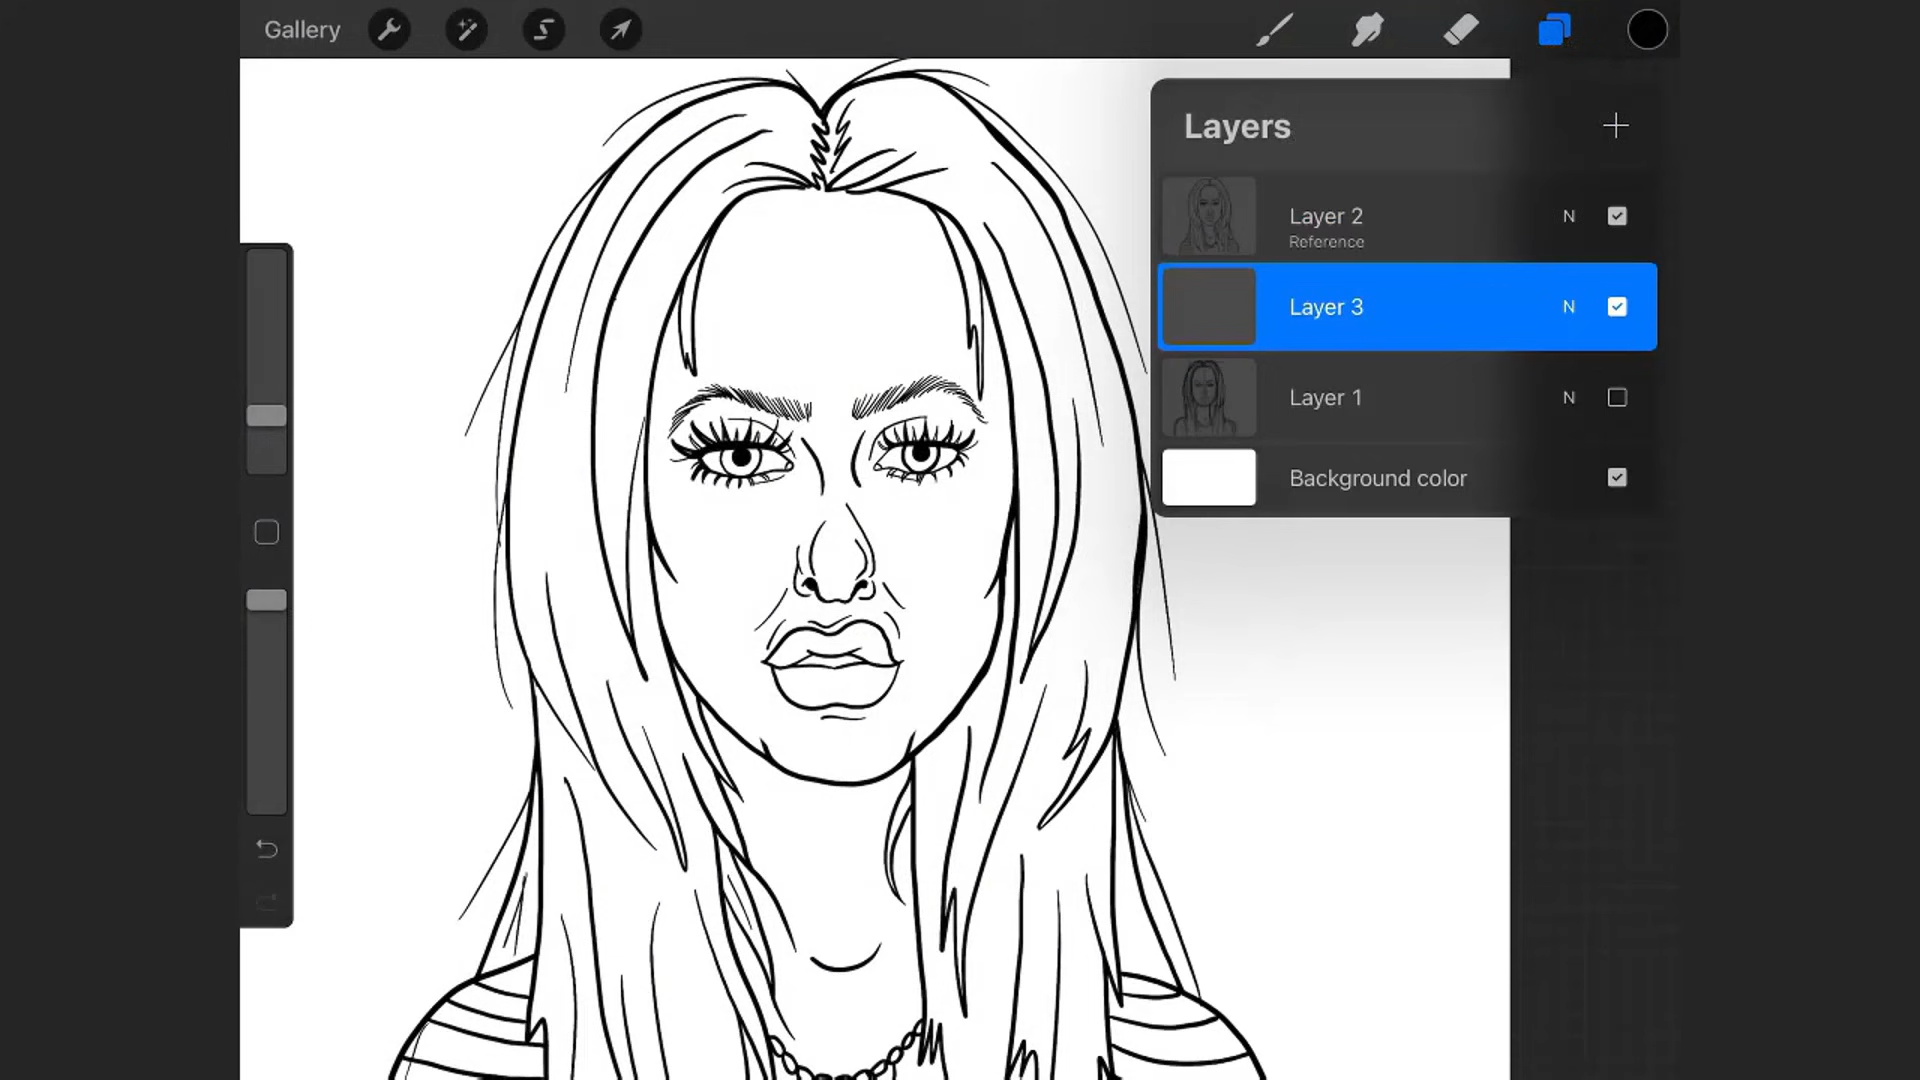 Gallery
Layers
Layer 2 N
Reference
Layer 3 N
Layer 1 N
Background color